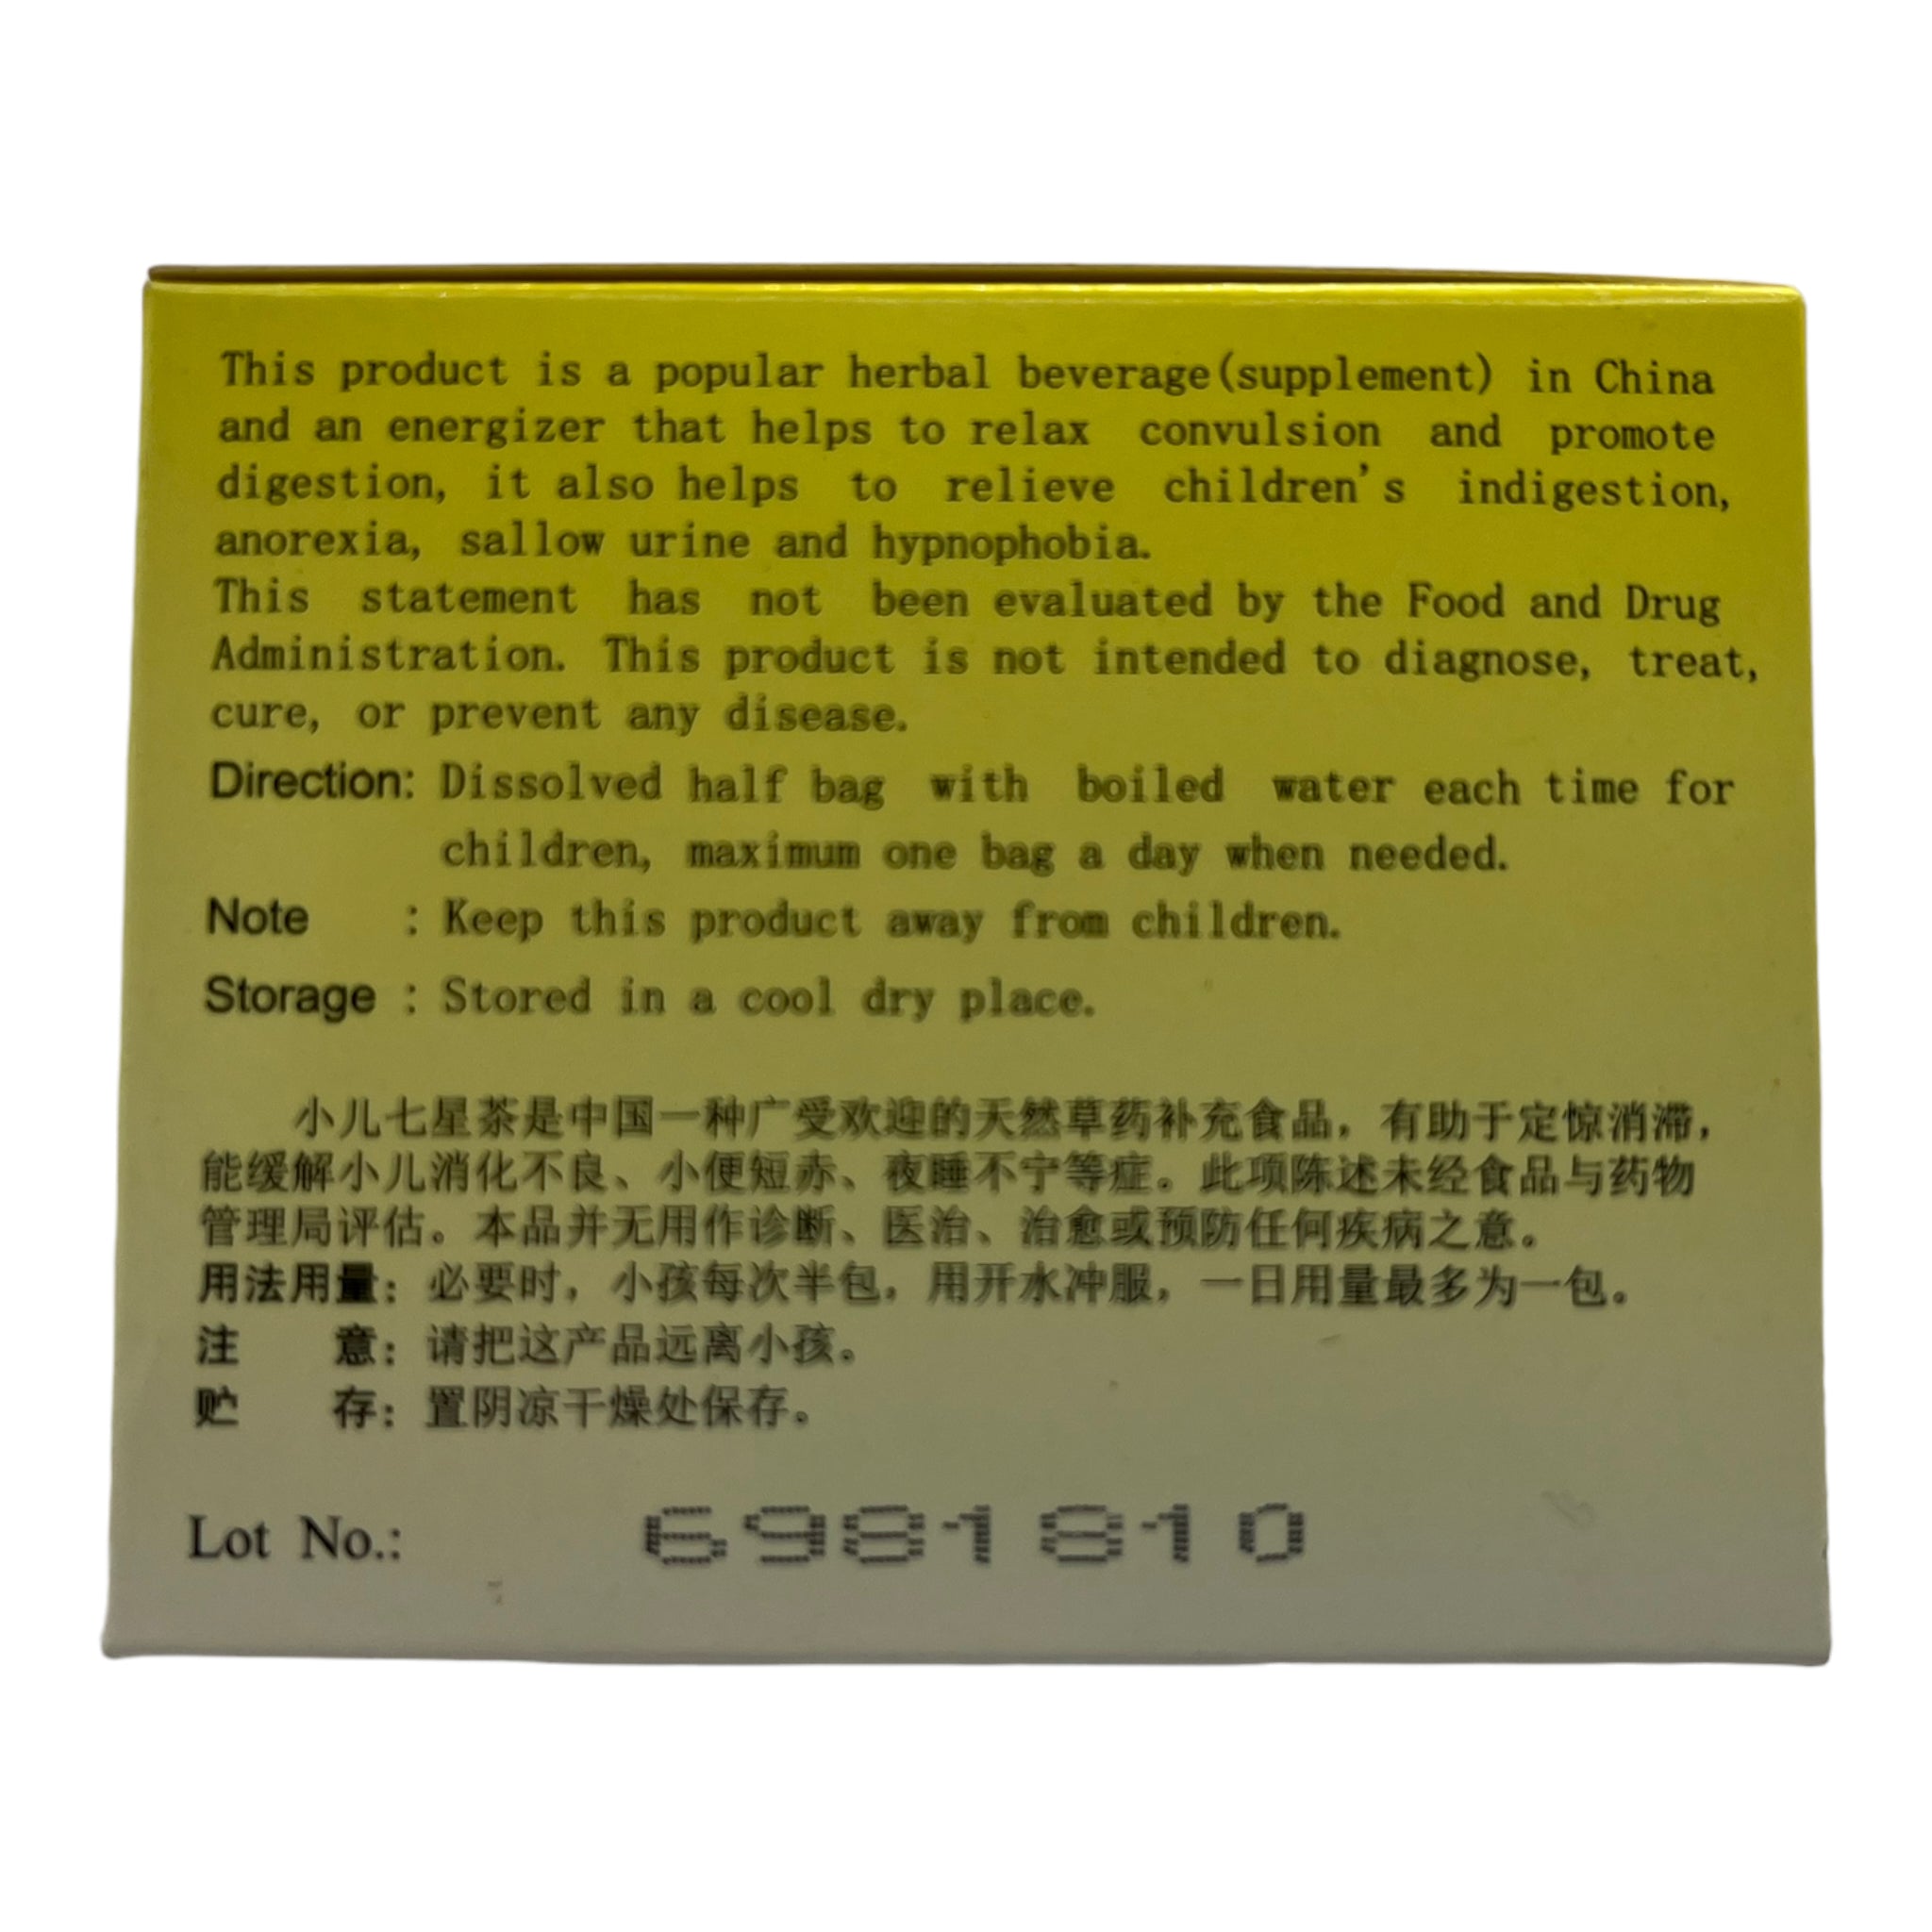 This product is a popular herbal beverage(supplement) in China
and an energizer that helps to relax convulsion and promote
digestion, it also helps to relieve children's indigestion,
anorexia, sallow urine and hypnophobia.
This statement has not been evaluated by the Food and Drug
Administration. This product is not intended to diagnose, treat,
cure, or prevent any disease.
Direction: Dissolved half bag with boiled water each time for
children, maximum one bag a day when needed.
Note : Keep this product away from children.
Storage : Stored in a cool dry place.
小儿七星茶是中国一种广受欢迎的天然草药补充食品，有助于定惊消滞，
能缓解小儿消化不良、小便短赤、夜睡不宁等症。此项陈述未经食品与药物
管理局评估。本品并无用作诊断、医治、治愈或预防任何疾病之意。
用法用量：必要时，小孩每次半包，用开水冲服，一日用量最多为一包。
注 意：请把这产品远离小孩。
贮 存：置阴凉干燥处保存。
Lot No.: 6981810